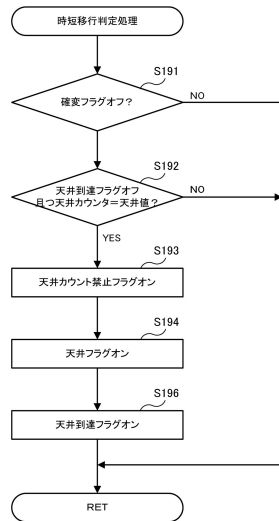 時短移行判定処理
S191
確変フラグオフ？
NO
S192
天井到達フラグオフ
且つ天井カウンタ＝天井値？
NO
YES
S193
天井カウント禁止フラグオン
S194
天井フラグオン
S196
天井到達フラグオン
RET